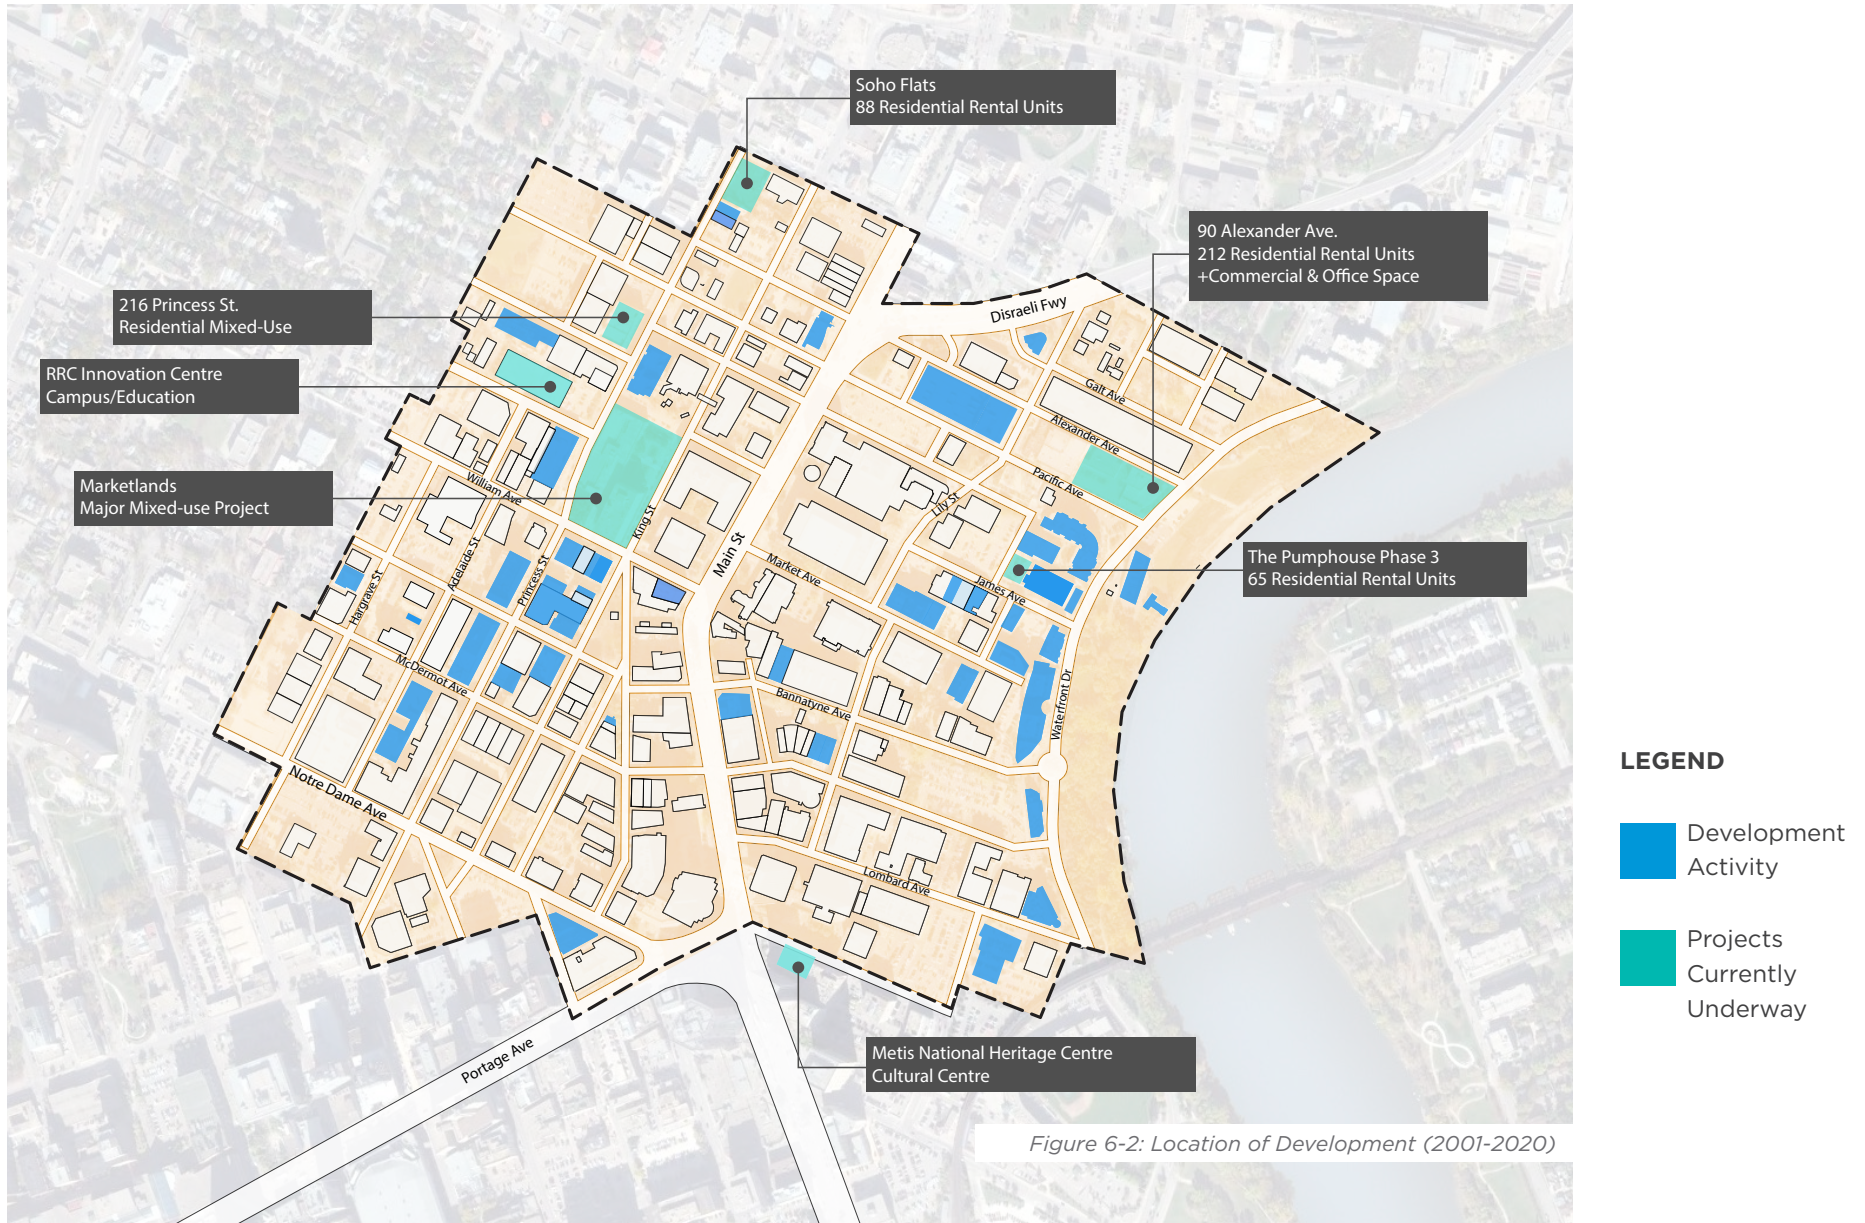 Soho Flats
88 Residential Rental Units
90 Alexander Ave.
212 Residential Rental Units
+Commercial & Office Space
216 Princess St.
Residential Mixed-Use
RRC Innovation Centre
Campus/Education
Marketlands
Major Mixed-use Project
The Pumphouse Phase 3
65 Residential Rental Units
Metis National Heritage Centre
Cultural Centre
Disraeli Fwy
Galt Ave
Alexander Ave
Pacific Ave
Lily St
William Ave
King St
Main St
Market Ave
James Ave
Adelaide St
Princess St
Hargrave St
McDermot Ave
Bannatyne Ave
Waterfront Dr
Notre Dame Ave
Lombard Ave
Portage Ave
LEGEND
Development
Activity
Projects
Currently
Underway
Figure 6-2: Location of Development (2001-2020)